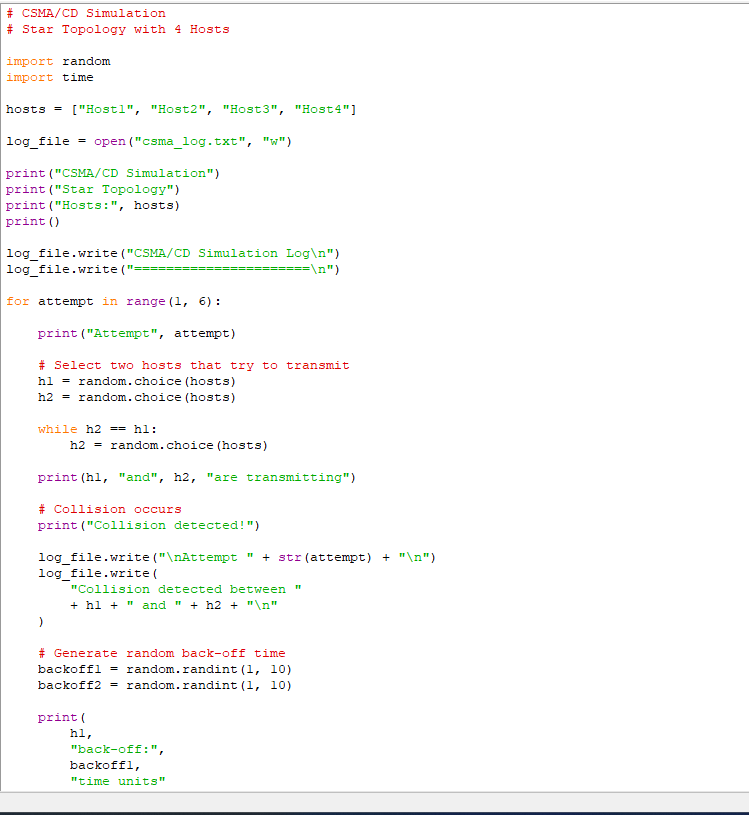 # CSMA/CD Simulation
# Star Topology with 4 Hosts

import random
import time

hosts = ["Host1", "Host2", "Host3", "Host4"]

log_file = open("csma_log.txt", "w")

print("CSMA/CD Simulation")
print("Star Topology")
print("Hosts:", hosts)
print()

log_file.write("CSMA/CD Simulation Log\n")
log_file.write("======================\n")

for attempt in range(1, 6):

    print("Attempt", attempt)

    # Select two hosts that try to transmit
    h1 = random.choice(hosts)
    h2 = random.choice(hosts)

    while h2 == h1:
        h2 = random.choice(hosts)

    print(h1, "and", h2, "are transmitting")

    # Collision occurs
    print("Collision detected!")

    log_file.write("\nAttempt " + str(attempt) + "\n")
    log_file.write(
        "Collision detected between "
        + h1 + " and " + h2 + "\n"
    )

    # Generate random back-off time
    backoff1 = random.randint(1, 10)
    backoff2 = random.randint(1, 10)

    print(
        h1,
        "back-off:",
        backoff1,
        "time units"